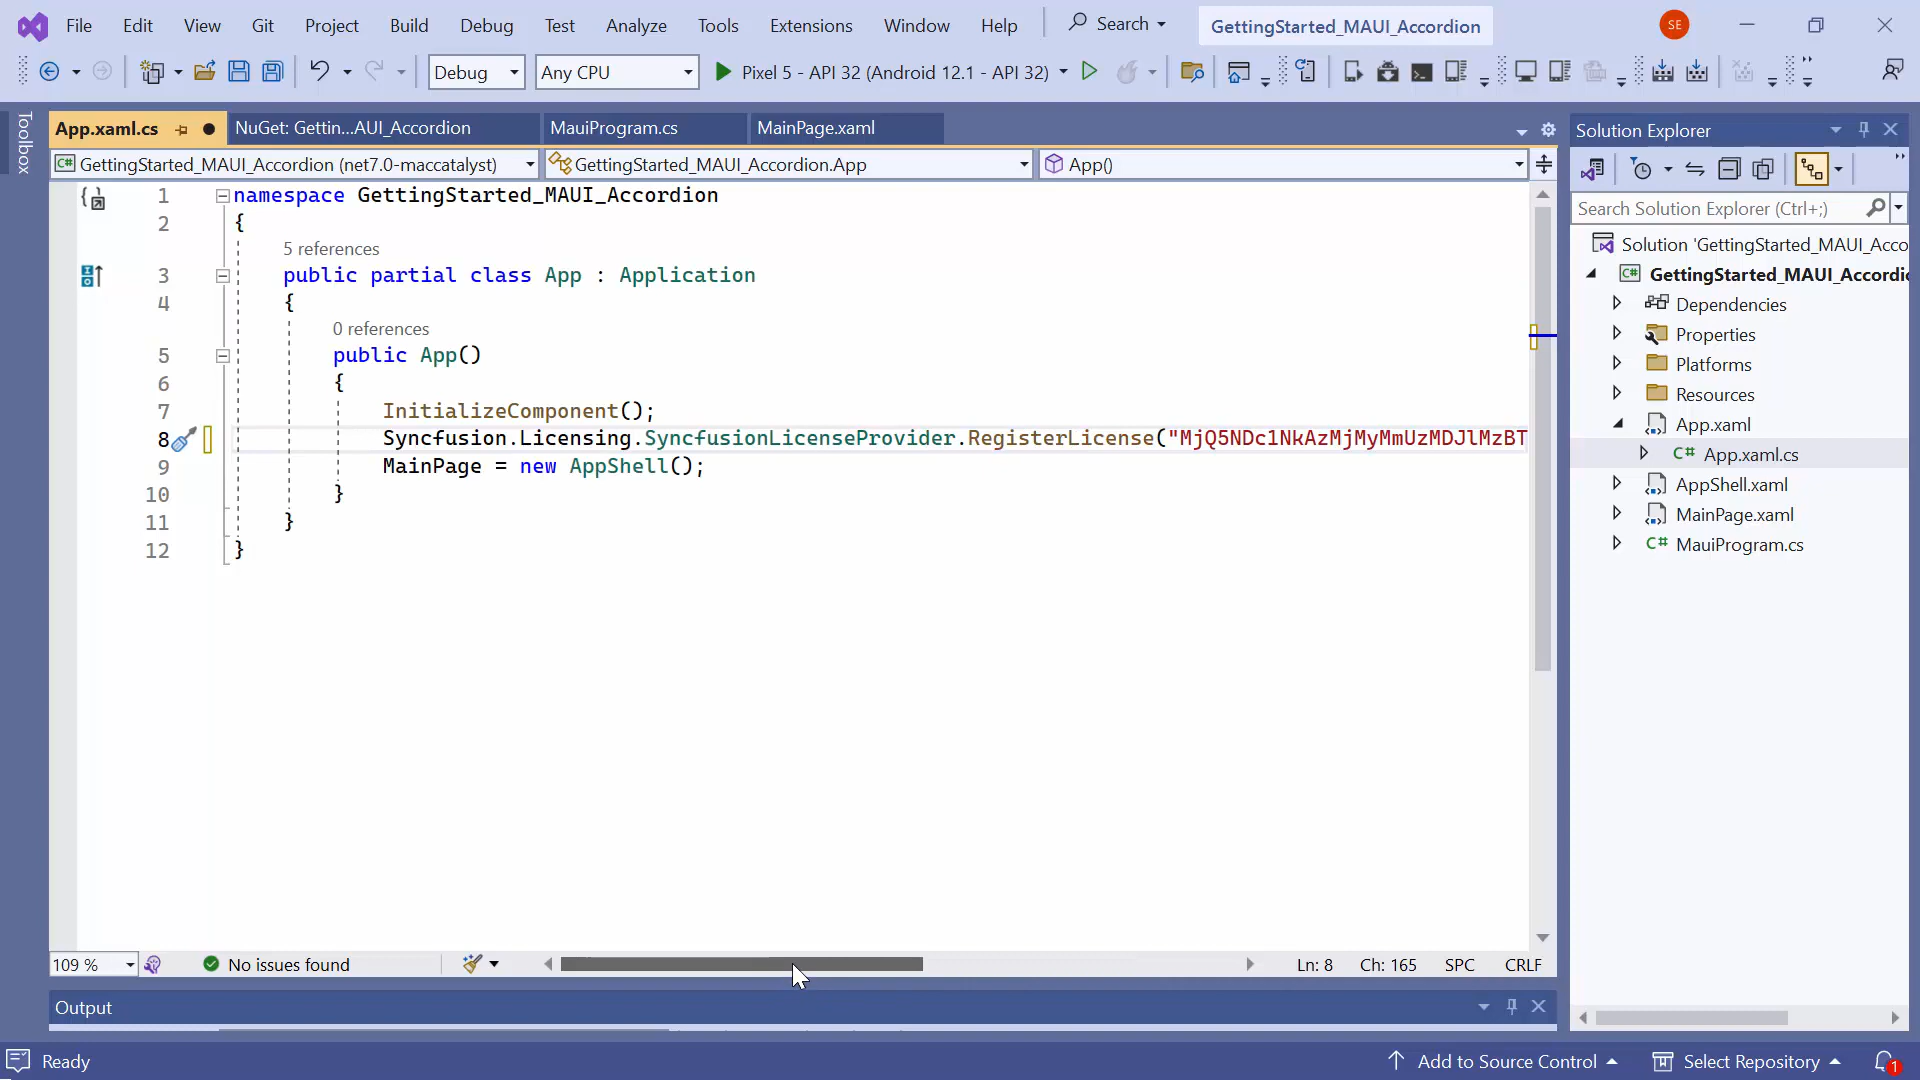 File Edit View Git Project Build Debug Test Analyze Tools Extensions Window Help Search GettingStarted_MAUI_Accordion SE
Debug Any CPU Pixel 5 - API 32 (Android 12.1 - API 32)
Toolbox
App.xaml.cs NuGet: Gettin...AUI_Accordion MauiProgram.cs MainPage.xaml
GettingStarted_MAUI_Accordion (net7.0-maccatalyst) GettingStarted_MAUI_Accordion.App App()
1 namespace GettingStarted_MAUI_Accordion
2 {
5 references
3 public partial class App : Application
4 {
0 references
5 public App()
6 {
7 InitializeComponent();
8 Syncfusion.Licensing.SyncfusionLicenseProvider.RegisterLicense("MjQ5NDc1NkAzMjMyMmUzMDJlMzBT
9 MainPage = new AppShell();
10 }
11 }
12 }
109 % No issues found Ln: 8 Ch: 165 SPC CRLF
Output
Solution Explorer
Search Solution Explorer (Ctrl+;)
Solution 'GettingStarted_MAUI_Acco
GettingStarted_MAUI_Accordio
Dependencies
Properties
Platforms
Resources
App.xaml
C# App.xaml.cs
AppShell.xaml
MainPage.xaml
C# MauiProgram.cs
Ready Add to Source Control Select Repository 1